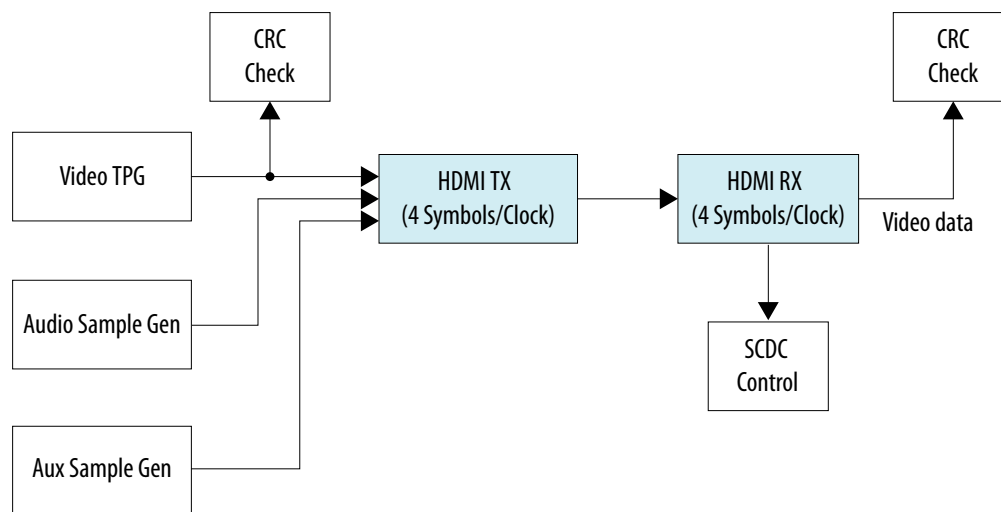 CRC
Check
CRC
Check
Video TPG
HDMI TX
(4 Symbols/Clock)
HDMI RX
(4 Symbols/Clock)
Video data
Audio Sample Gen
SCDC
Control
Aux Sample Gen